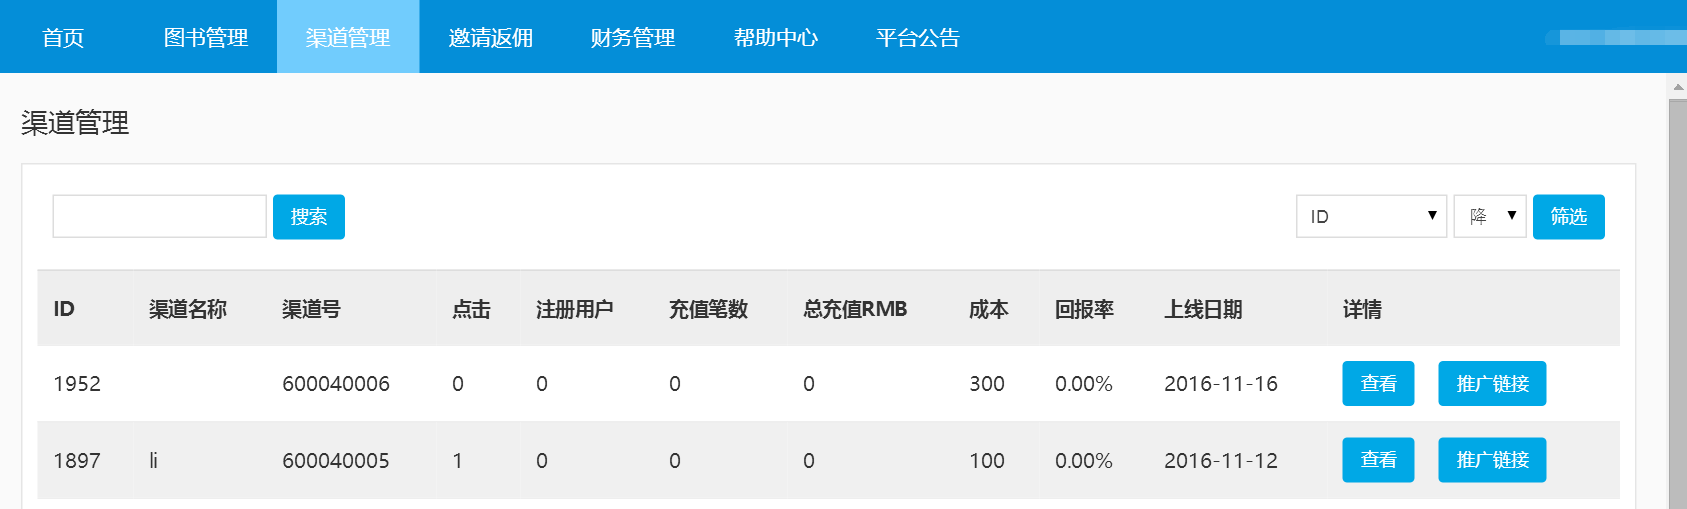 首页 图书管理 渠道管理 邀请返佣 财务管理 帮助中心 平台公告
渠道管理
搜索 ID 降 筛选
ID 渠道名称 渠道号 点击 注册用户 充值笔数 总充值RMB 成本 回报率 上线日期 详情
1952 600040006 0 0 0 0 300 0.00% 2016-11-16 查看 推广链接
1897 li 600040005 1 0 0 0 100 0.00% 2016-11-12 查看 推广链接